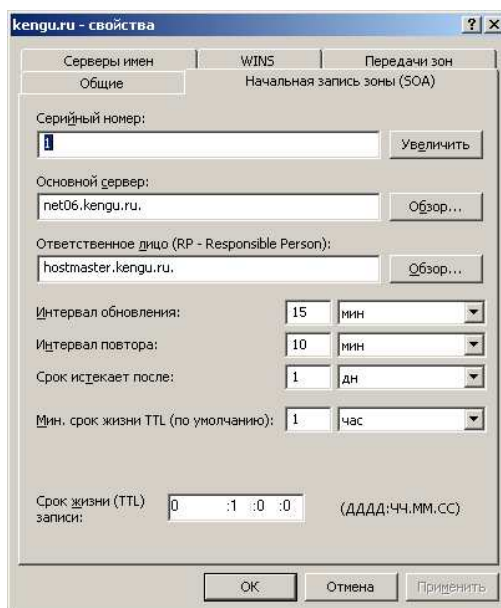 kengu.ru - свойства
Серверы имен WINS Передачи зон
Общие Начальная запись зоны (SOA)
Серийный номер:
1 Увеличить
Основной сервер:
net06.kengu.ru. Обзор...
Ответственное лицо (RP - Responsible Person):
hostmaster.kengu.ru. Обзор...
Интервал обновления: 15 мин
Интервал повтора: 10 мин
Срок истекает после: 1 дн
Мин. срок жизни TTL (по умолчанию): 1 час
Срок жизни (TTL) записи: 0 :1 :0 :0 (ДДДД:ЧЧ.ММ.СС)
OK Отмена Применить